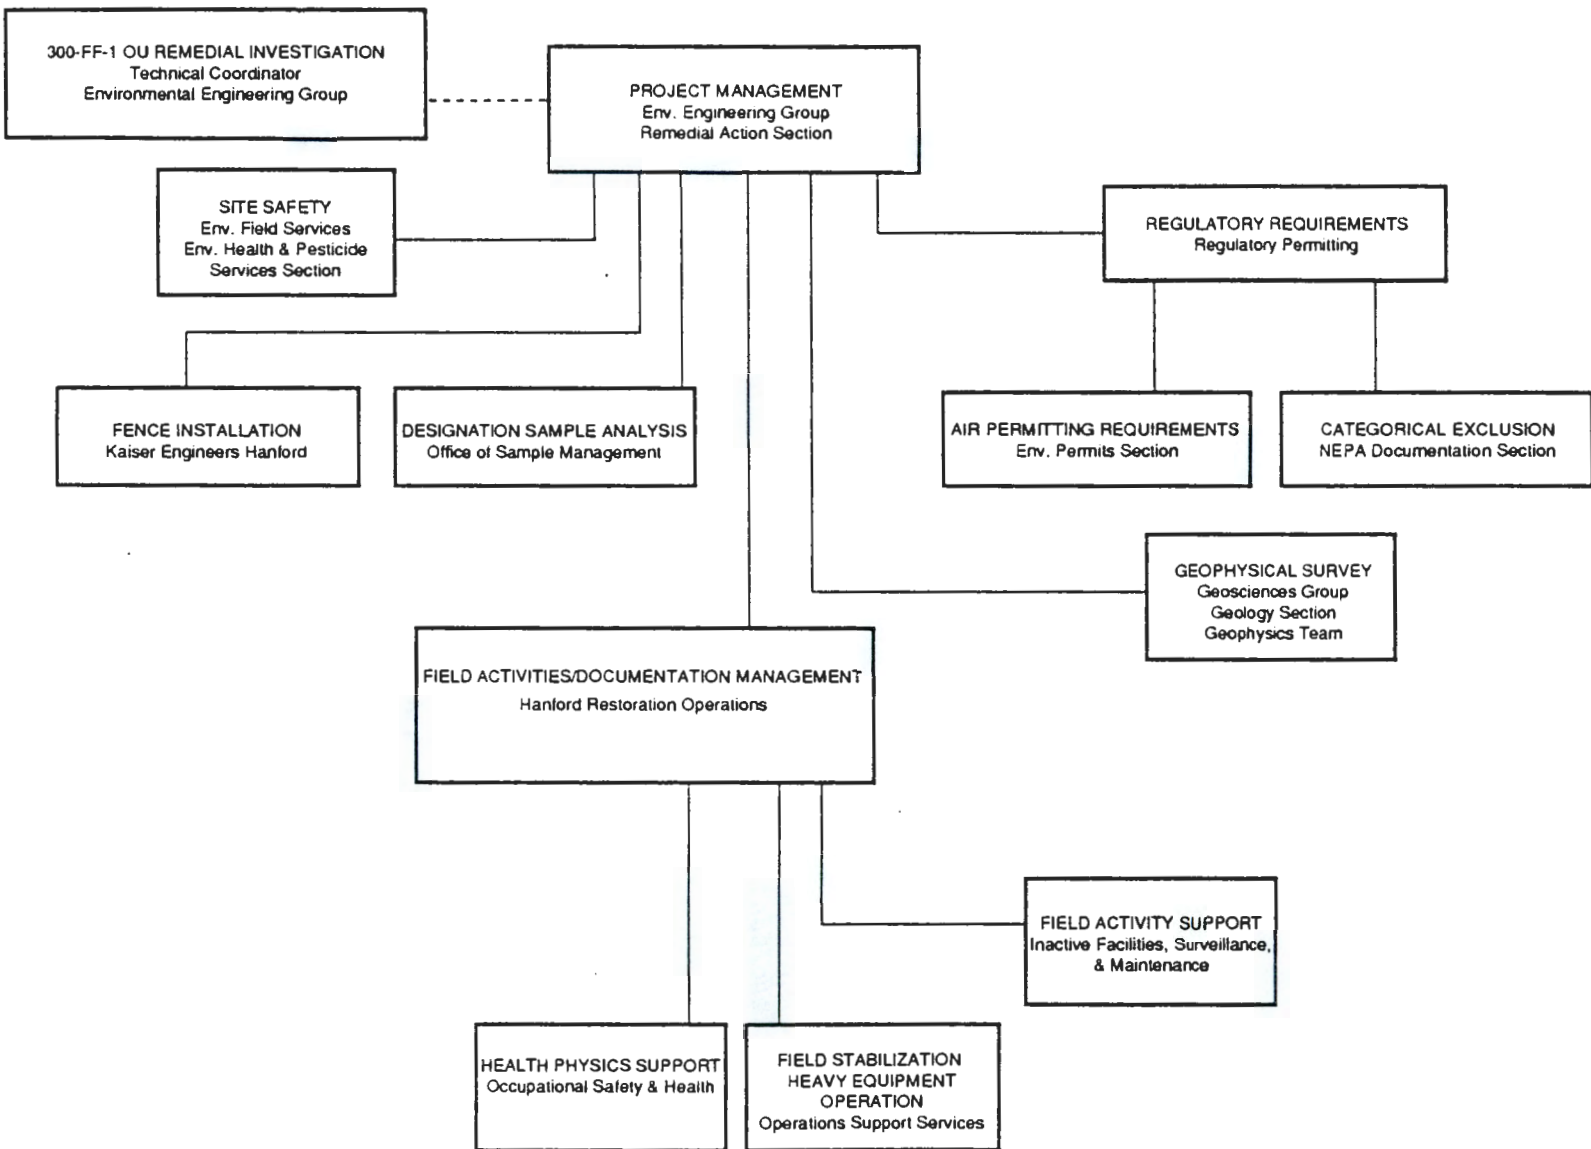 300-FF-1 OU REMEDIAL INVESTIGATION
Technical Coordinator
Environmental Engineering Group
PROJECT MANAGEMENT
Env. Engineering Group
Remedial Action Section
SITE SAFETY
Env. Field Services
Env. Health & Pesticide
Services Section
REGULATORY REQUIREMENTS
Regulatory Permitting
FENCE INSTALLATION
Kaiser Engineers Hanford
DESIGNATION SAMPLE ANALYSIS
Office of Sample Management
AIR PERMITTING REQUIREMENTS
Env. Permits Section
CATEGORICAL EXCLUSION
NEPA Documentation Section
GEOPHYSICAL SURVEY
Geosciences Group
Geology Section
Geophysics Team
FIELD ACTIVITIES/DOCUMENTATION MANAGEMENT
Hanford Restoration Operations
FIELD ACTIVITY SUPPORT
Inactive Facilities, Surveillance,
& Maintenance
HEALTH PHYSICS SUPPORT
Occupational Safety & Health
FIELD STABILIZATION
HEAVY EQUIPMENT
OPERATION
Operations Support Services